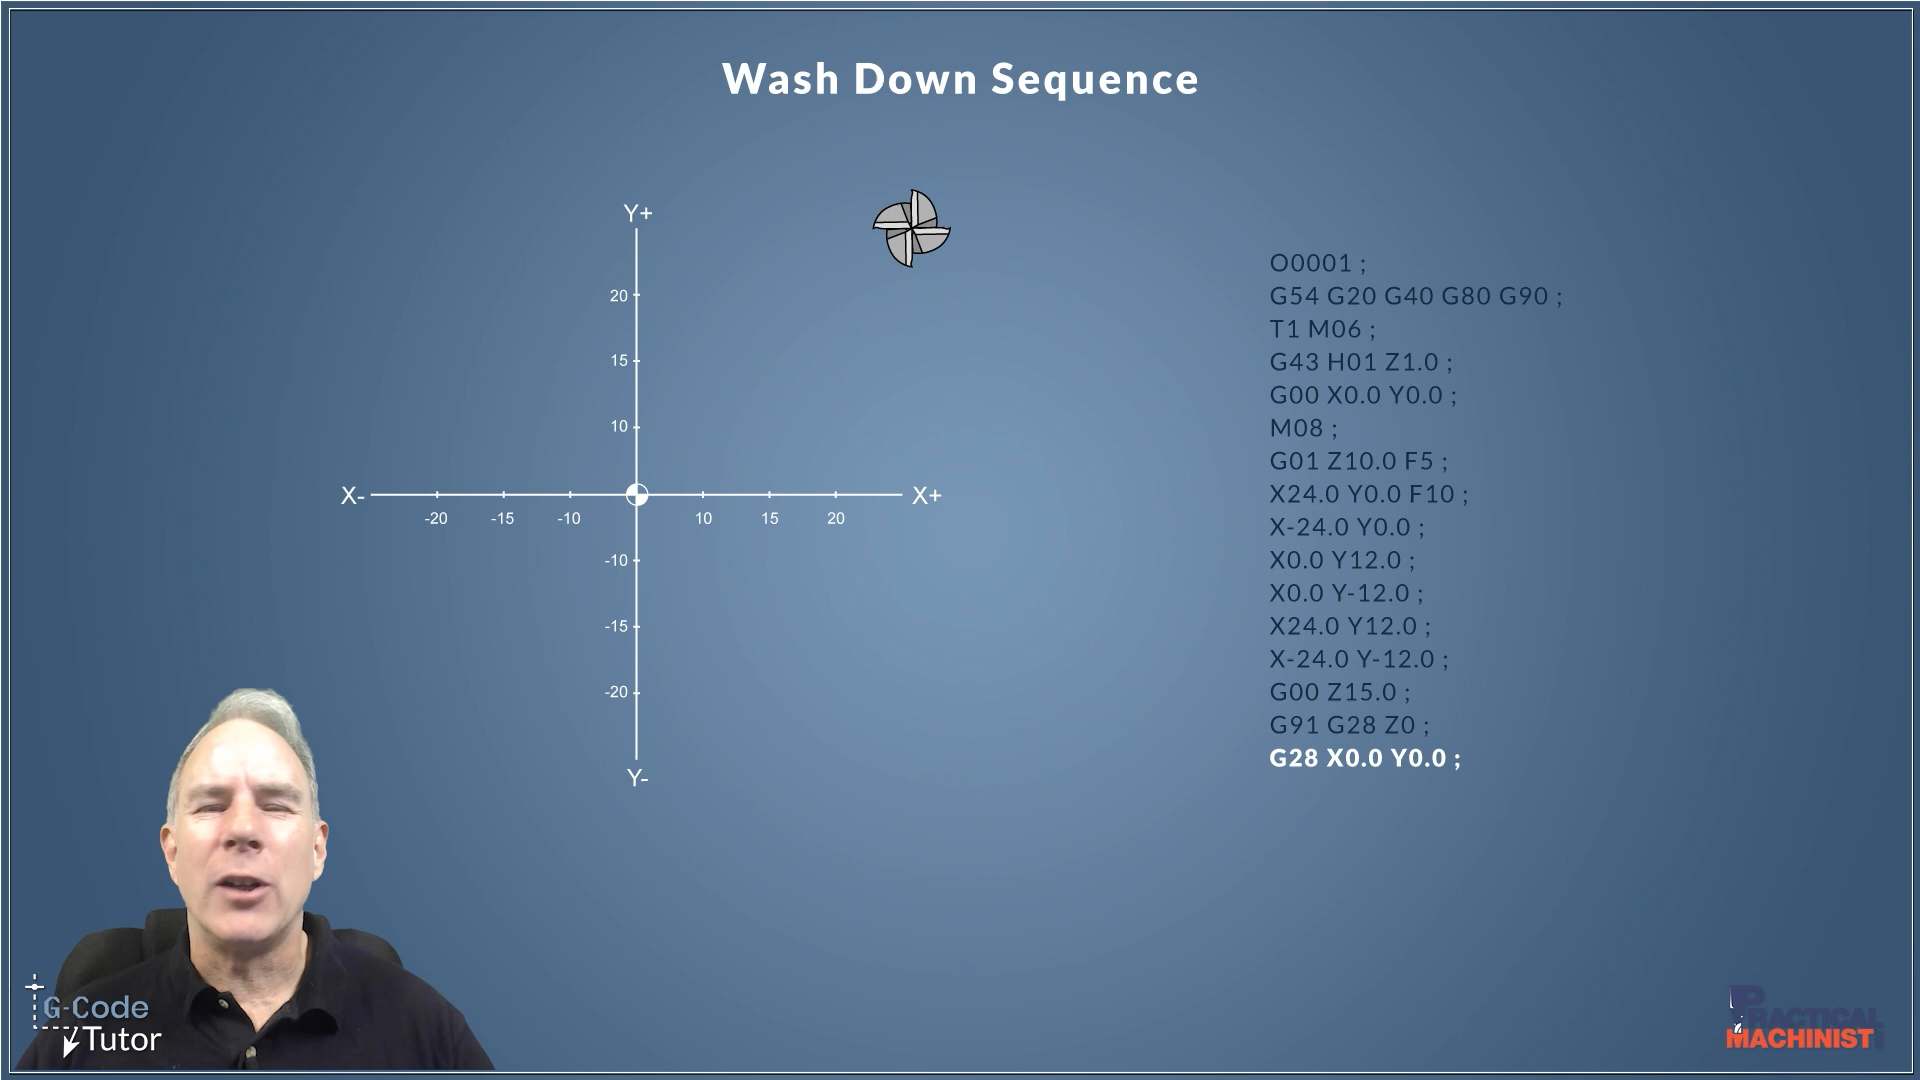 Wash Down Sequence
Y+
20
15
10
X-
X+
-20
-15
-10
10
15
20
-10
-15
-20
Y-
O0001 ;
G54 G20 G40 G80 G90 ;
T1 M06 ;
G43 H01 Z1.0 ;
G00 X0.0 Y0.0 ;
M08 ;
G01 Z10.0 F5 ;
X24.0 Y0.0 F10 ;
X-24.0 Y0.0 ;
X0.0 Y12.0 ;
X0.0 Y-12.0 ;
X24.0 Y12.0 ;
X-24.0 Y-12.0 ;
G00 Z15.0 ;
G91 G28 Z0 ;
G28 X0.0 Y0.0 ;
G-Code
Tutor
PRACTICAL
MACHINIST